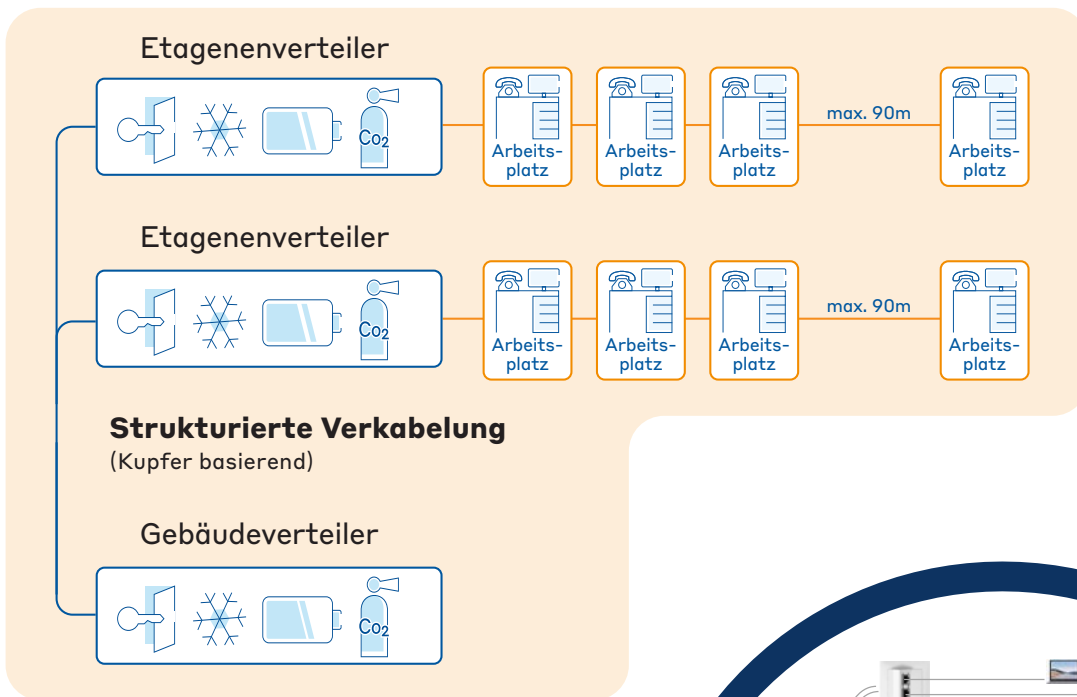 Etagenenverteiler
Co2
Arbeits-
platz
Arbeits-
platz
Arbeits-
platz
max. 90m
Arbeits-
platz
Etagenenverteiler
Co2
Arbeits-
platz
Arbeits-
platz
Arbeits-
platz
max. 90m
Arbeits-
platz
Strukturierte Verkabelung
(Kupfer basierend)
Gebäudeverteiler
Co2